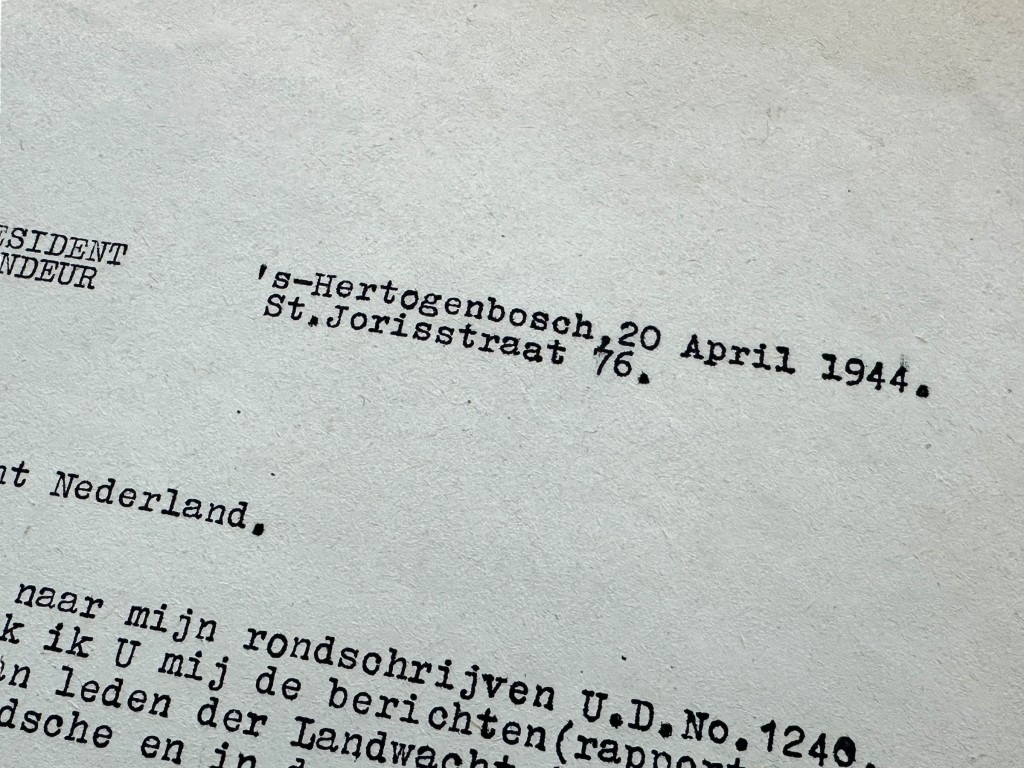 ESIDENT
NDEUR
's-Hertogenbosch, 20 April 1944.
St.Jorisstraat 76.
nt Nederland.
naar mijn rondschrijven U.D.No.1240.
k ik U mij de berichten(rapport
an leden der Landwacht
dsche en in d